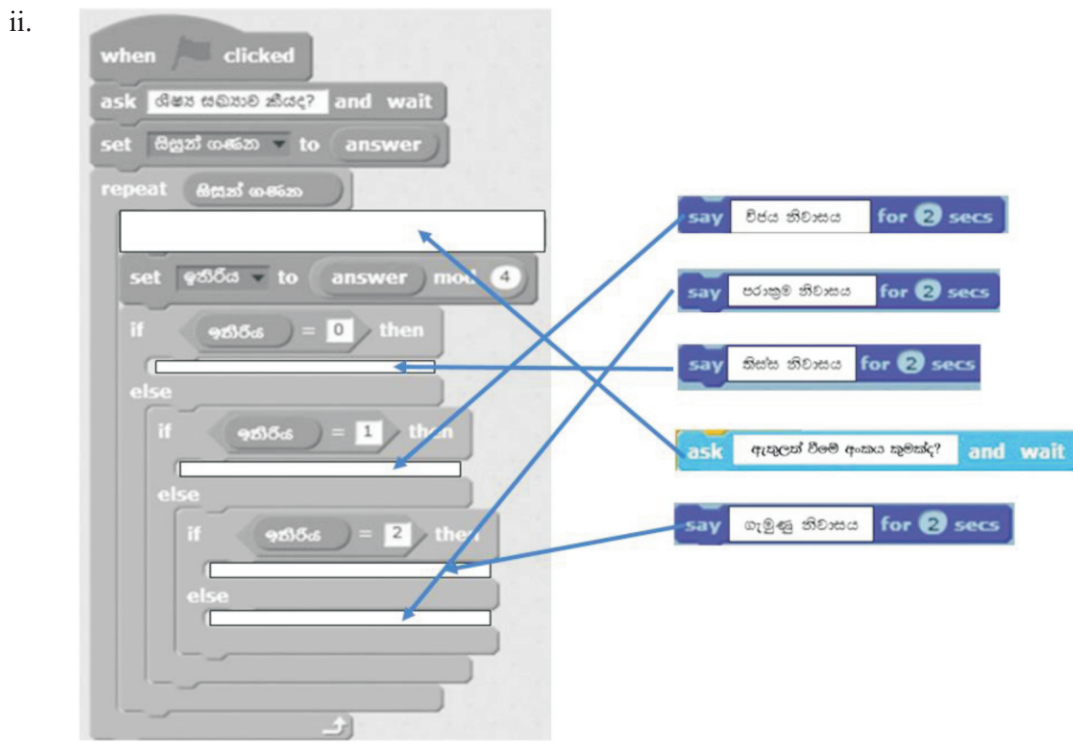 ii.
when clicked
ask ශිෂ්‍ය සඛ්‍යාව කීයද? and wait
set සිසුන් ගණන to answer
repeat සිසුන් ගණන
set ඉතිරිය to answer mod 4
if ඉතිරිය = 0 then
else
if ඉතිරිය = 1 then
else
if ඉතිරිය = 2 then
else
say විජය නිවාසය for 2 secs
say පරාක්‍රම නිවාසය for 2 secs
say තිස්ස නිවාසය for 2 secs
ask ඇතුලත් වීමේ අංකය කුමක්ද? and wait
say ගැමුණු නිවාසය for 2 secs